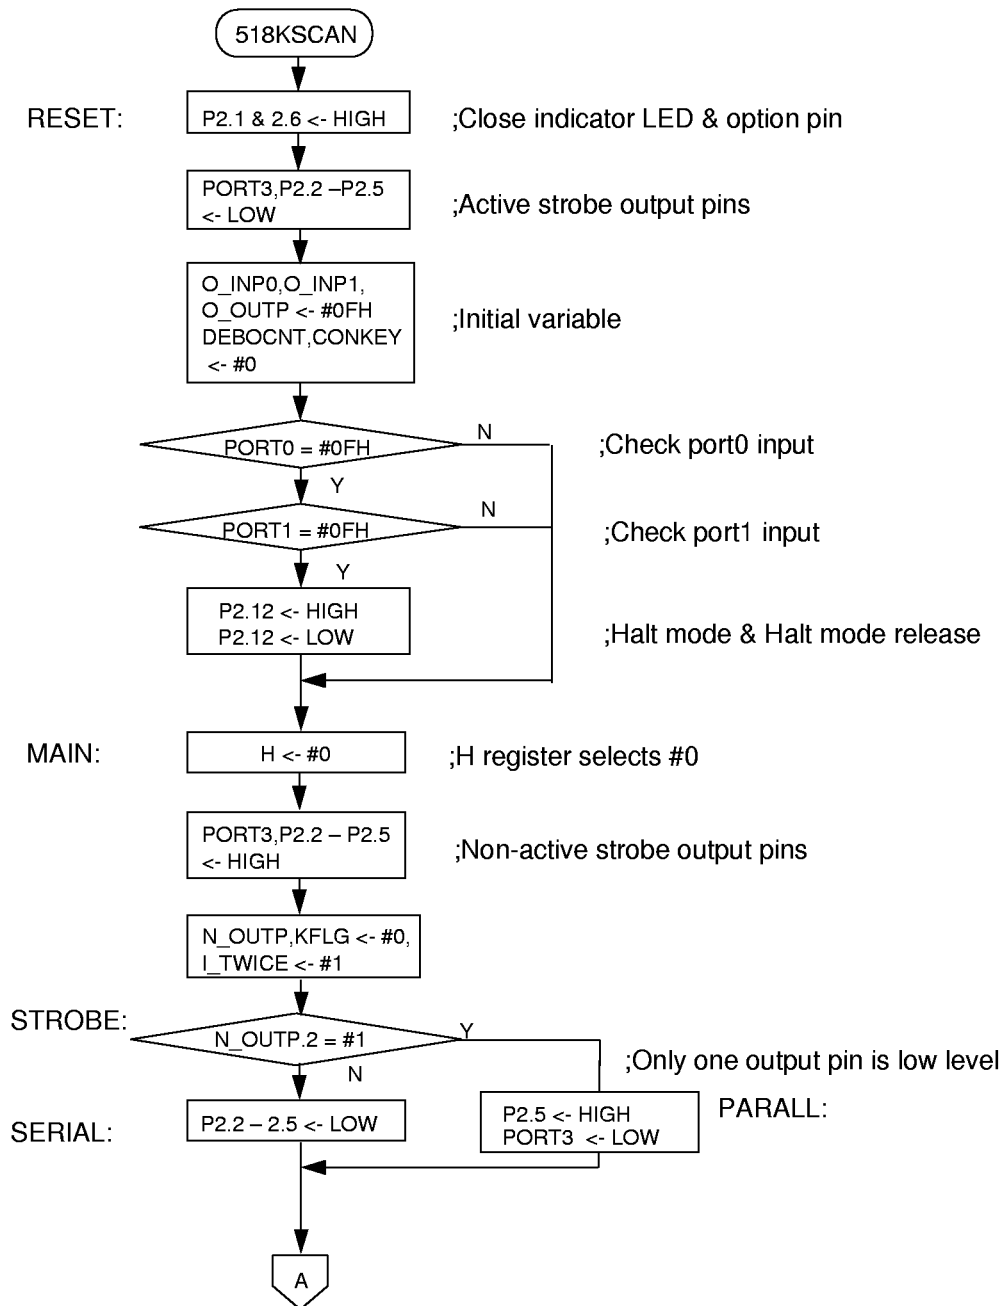 518KSCAN
RESET:
P2.1 & 2.6 <- HIGH
;Close indicator LED & option pin
PORT3,P2.2 –P2.5
<- LOW
;Active strobe output pins
O_INP0,O_INP1,
O_OUTP <- #0FH
DEBOCNT,CONKEY
<- #0
;Initial variable
PORT0 = #0FH
N
;Check port0 input
Y
PORT1 = #0FH
N
;Check port1 input
Y
P2.12 <- HIGH
P2.12 <- LOW
;Halt mode & Halt mode release
MAIN:
H <- #0
;H register selects #0
PORT3,P2.2 – P2.5
<- HIGH
;Non-active strobe output pins
N_OUTP,KFLG <- #0,
I_TWICE <- #1
STROBE:
N_OUTP.2 = #1
Y
N
;Only one output pin is low level
SERIAL:
P2.2 – 2.5 <- LOW
P2.5 <- HIGH
PORT3 <- LOW
PARALL:
A